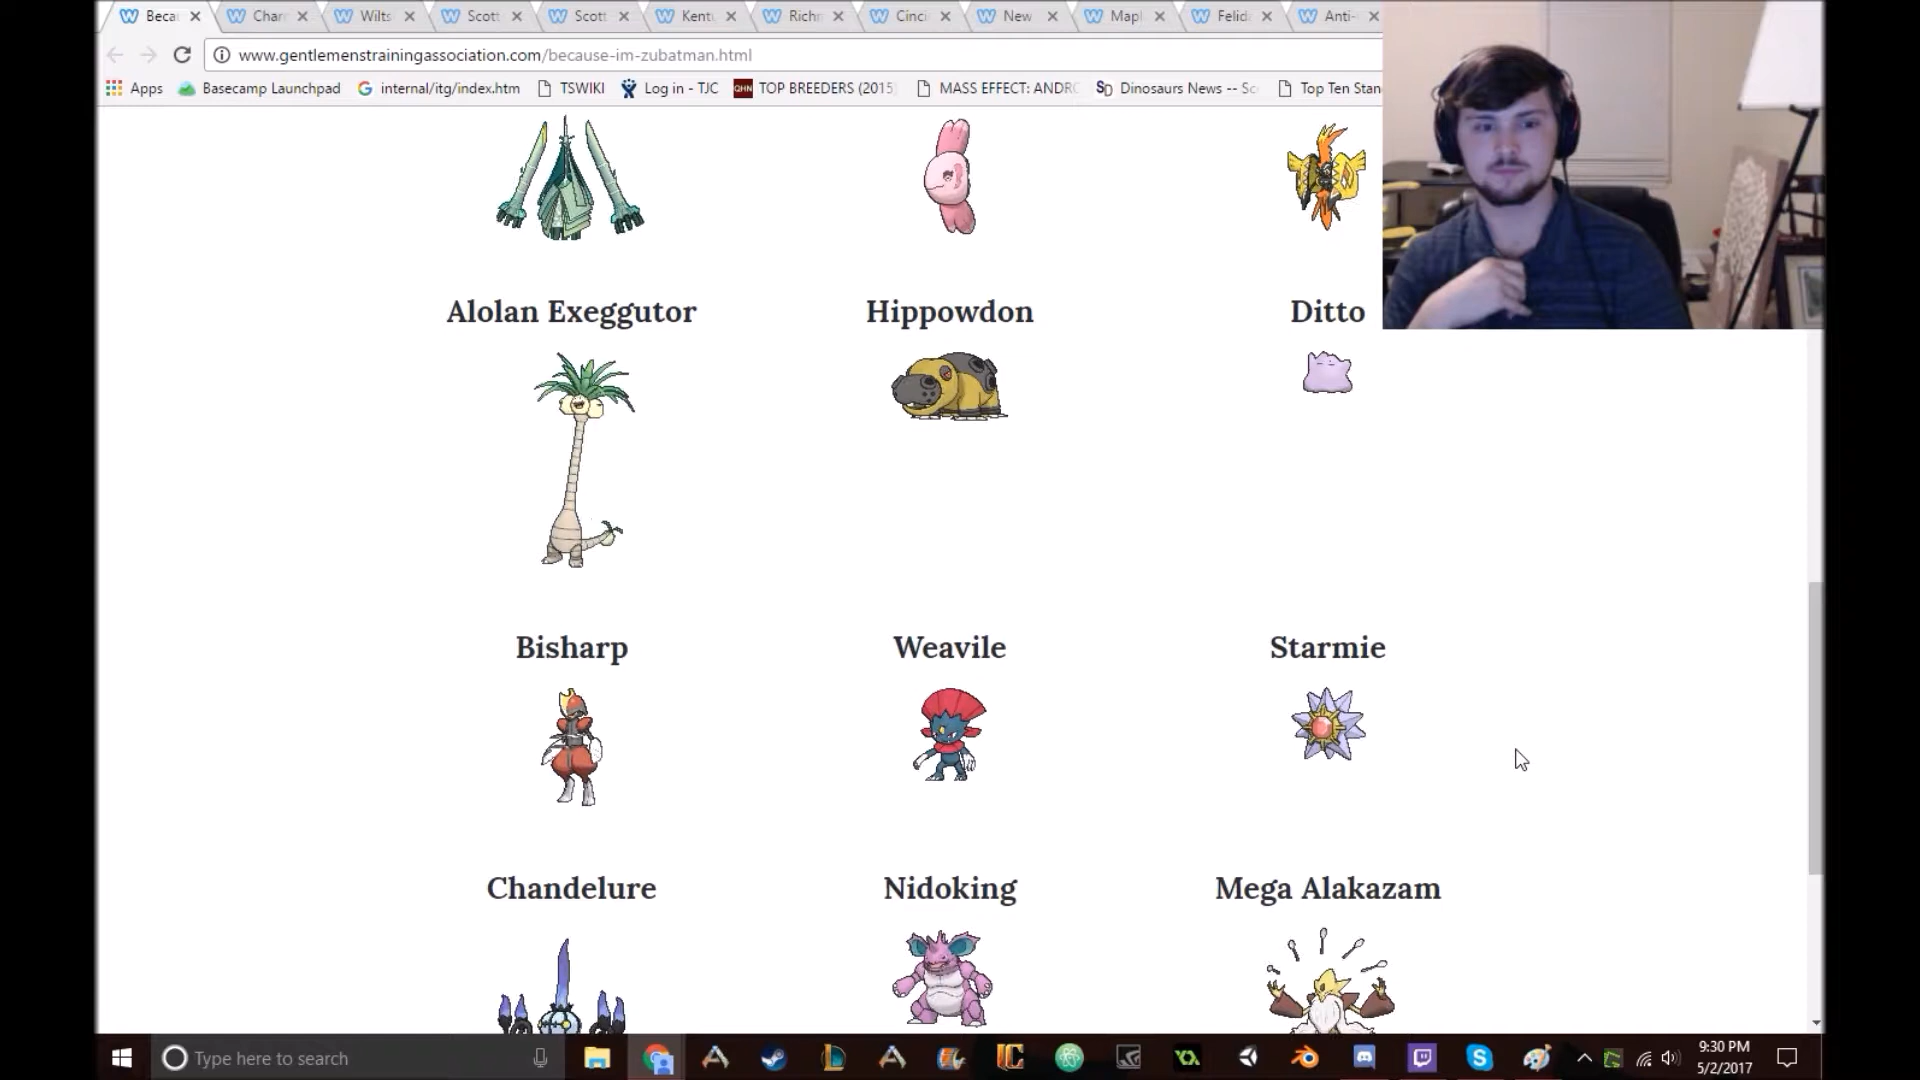 Beca
Char
Wilts
Scott
Scott
Kent
Richr
Cinci
New
Mapl
Felid
Anti-
www.gentlemenstrainingassociation.com/because-im-zubatman.html
Apps
Basecamp Launchpad
internal/itg/index.htm
TSWIKI
Log in - TJC
QHN
TOP BREEDERS (2015
MASS EFFECT: ANDR
SD
Dinosaurs News -- Sc
Top Ten Stan
Alolan Exeggutor
Hippowdon
Ditto
Bisharp
Weavile
Starmie
Chandelure
Nidoking
Mega Alakazam
Type here to search
9:30 PM
5/2/2017